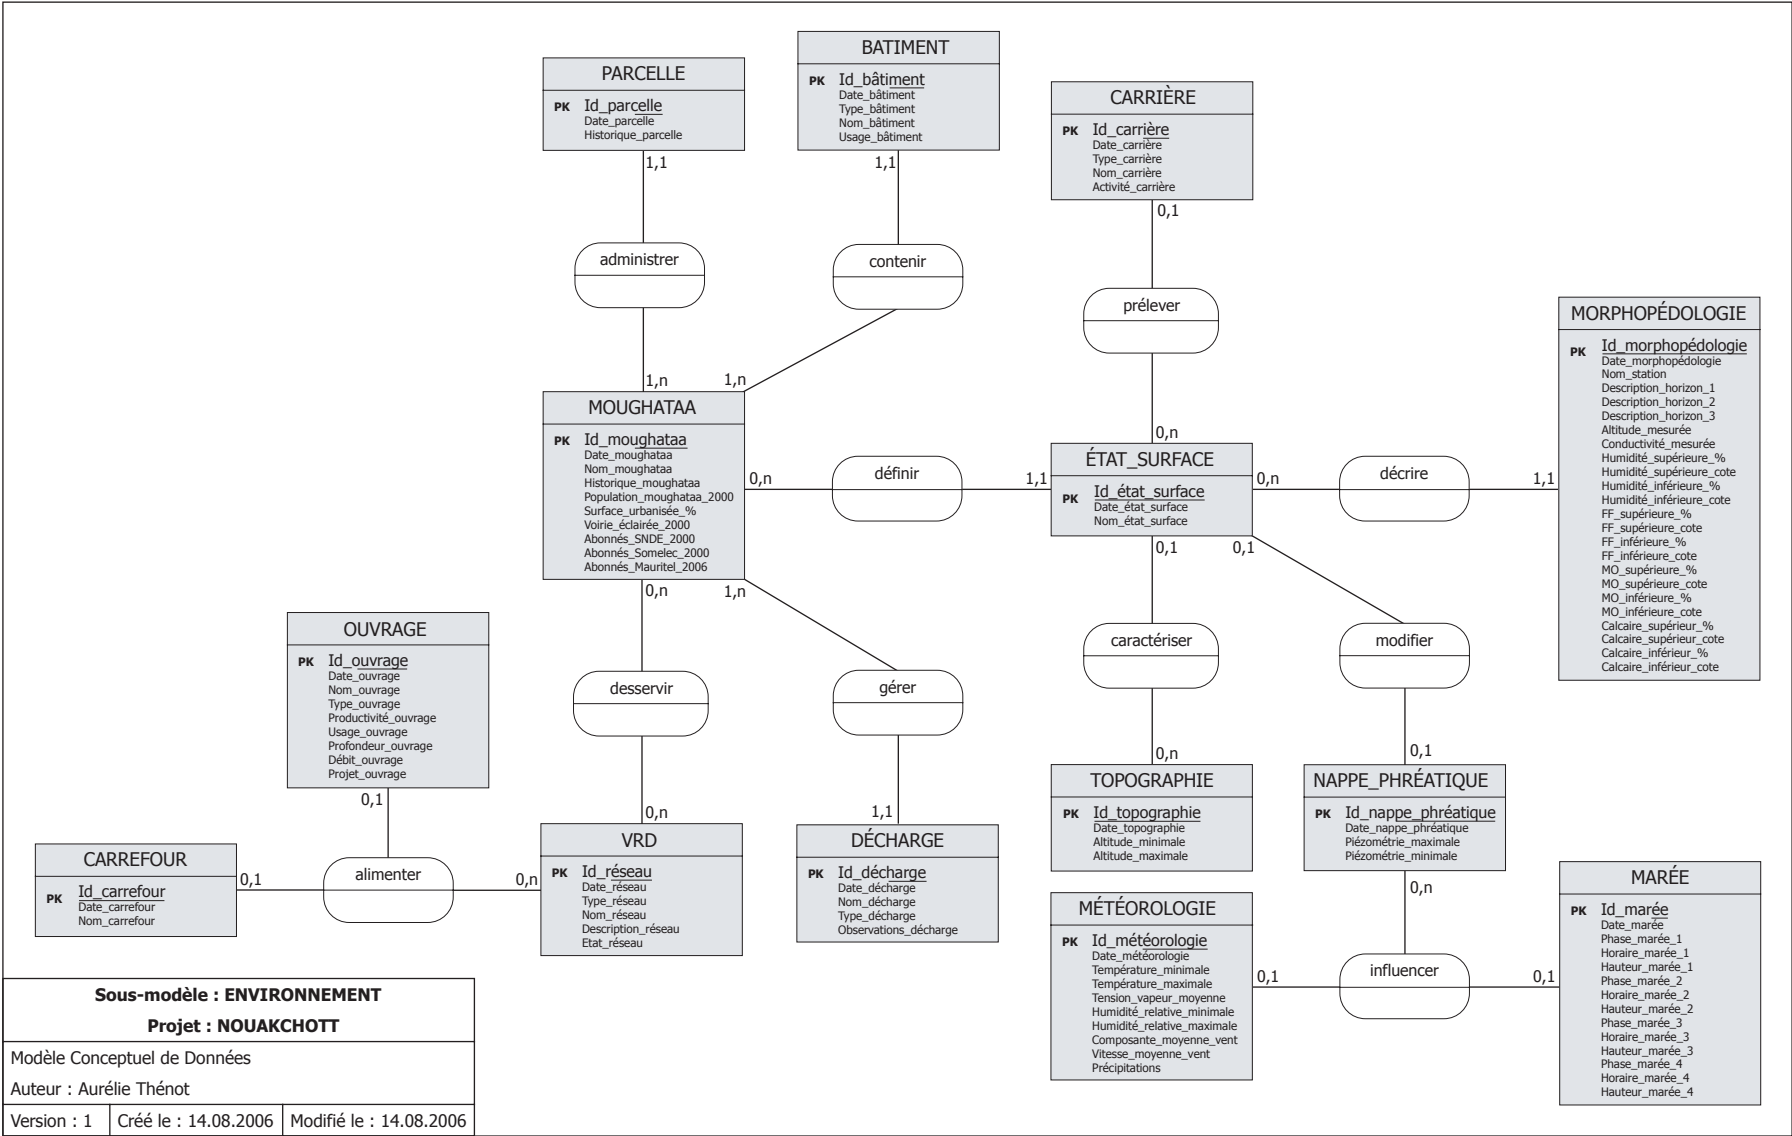 PARCELLE
PK Id_parcelle
Date_parcelle
Historique_parcelle
1,1
administrer
1,n
BATIMENT
PK Id_bâtiment
Date_bâtiment
Type_bâtiment
Nom_bâtiment
Usage_bâtiment
1,1
contenir
1,n
CARRIÈRE
PK Id_carrière
Date_carrière
Type_carrière
Nom_carrière
Activité_carrière
0,1
prélever
0,n
MORPHOPÉDOLOGIE
PK Id_morphopédologie
Date_morphopédologie
Nom_station
Description_horizon_1
Description_horizon_2
Description_horizon_3
Altitude_mesurée
Conductivité_mesurée
Humidité_supérieure_%
Humidité_supérieure_cote
Humidité_inférieure_%
Humidité_inférieure_cote
FF_supérieure_%
FF_supérieure_cote
FF_inférieure_%
FF_inférieure_cote
MO_supérieure_%
MO_supérieure_cote
MO_inférieure_%
MO_inférieure_cote
Calcaire_supérieur_%
Calcaire_supérieur_cote
Calcaire_inférieur_%
Calcaire_inférieur_cote
MOUGHATAA
PK Id_moughataa
Date_moughataa
Nom_moughataa
Historique_moughataa
Population_moughataa_2000
Surface_urbanisée_%
Voirie_éclairée_2000
Abonnés_SNDE_2000
Abonnés_Somelec_2000
Abonnés_Mauritel_2006
0,n
définir
1,1
ÉTAT_SURFACE
PK Id_état_surface
Date_état_surface
Nom_état_surface
0,n
décrire
1,1
0,n
1,n
0,1
0,1
desservir
gérer
caractériser
modifier
0,n
1,1
0,n
0,1
OUVRAGE
PK Id_ouvrage
Date_ouvrage
Nom_ouvrage
Type_ouvrage
Productivité_ouvrage
Usage_ouvrage
Profondeur_ouvrage
Débit_ouvrage
Projet_ouvrage
0,1
CARREFOUR
PK Id_carrefour
Date_carrefour
Nom_carrefour
0,1
alimenter
0,n
VRD
PK Id_réseau
Date_réseau
Type_réseau
Nom_réseau
Description_réseau
Etat_réseau
DÉCHARGE
PK Id_décharge
Date_décharge
Nom_décharge
Type_décharge
Observations_décharge
TOPOGRAPHIE
PK Id_topographie
Date_topographie
Altitude_minimale
Altitude_maximale
NAPPE_PHRÉATIQUE
PK Id_nappe_phréatique
Date_nappe_phréatique
Piézométrie_maximale
Piézométrie_minimale
0,n
MÉTÉOROLOGIE
PK Id_météorologie
Date_météorologie
Température_minimale
Température_maximale
Tension_vapeur_moyenne
Humidité_relative_minimale
Humidité_relative_maximale
Composante_moyenne_vent
Vitesse_moyenne_vent
Précipitations
0,1
influencer
0,1
MARÉE
PK Id_marée
Date_marée
Phase_marée_1
Horaire_marée_1
Hauteur_marée_1
Phase_marée_2
Horaire_marée_2
Hauteur_marée_2
Phase_marée_3
Horaire_marée_3
Hauteur_marée_3
Phase_marée_4
Horaire_marée_4
Hauteur_marée_4
Sous-modèle : ENVIRONNEMENT
Projet : NOUAKCHOTT
Modèle Conceptuel de Données
Auteur : Aurélie Thénot
Version : 1 Créé le : 14.08.2006 Modifié le : 14.08.2006